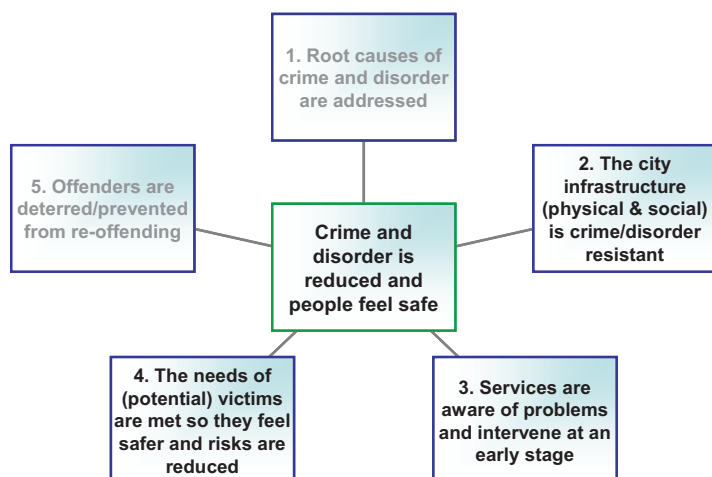 1. Root causes of
crime and disorder
are addressed
2. The city
infrastructure
(physical & social)
is crime/disorder
resistant
3. Services are
aware of problems
and intervene at an
early stage
4. The needs of
(potential) victims
are met so they feel
safer and risks are
reduced
5. Offenders are
deterred/prevented
from re-offending
Crime and
disorder is
reduced and
people feel safe